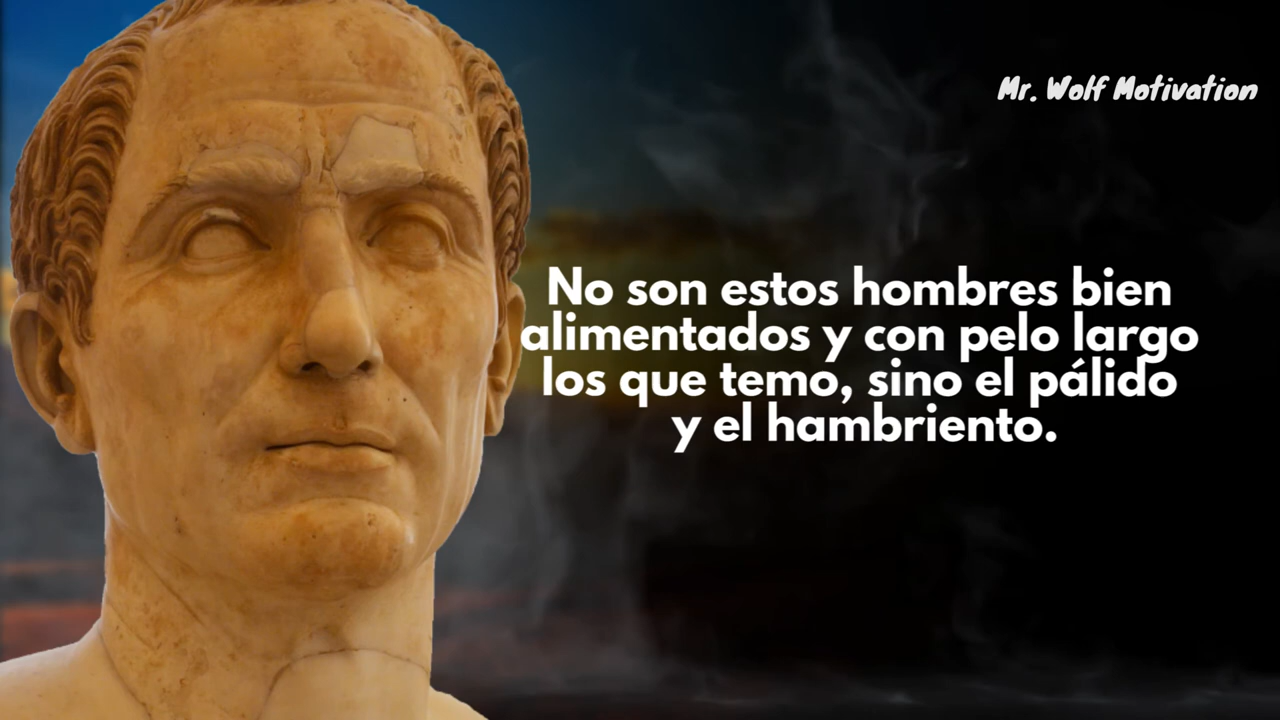 Mr. Wolf Motivation
No son estos hombres bien
alimentados y con pelo largo
los que temo, sino el pálido
y el hambriento.